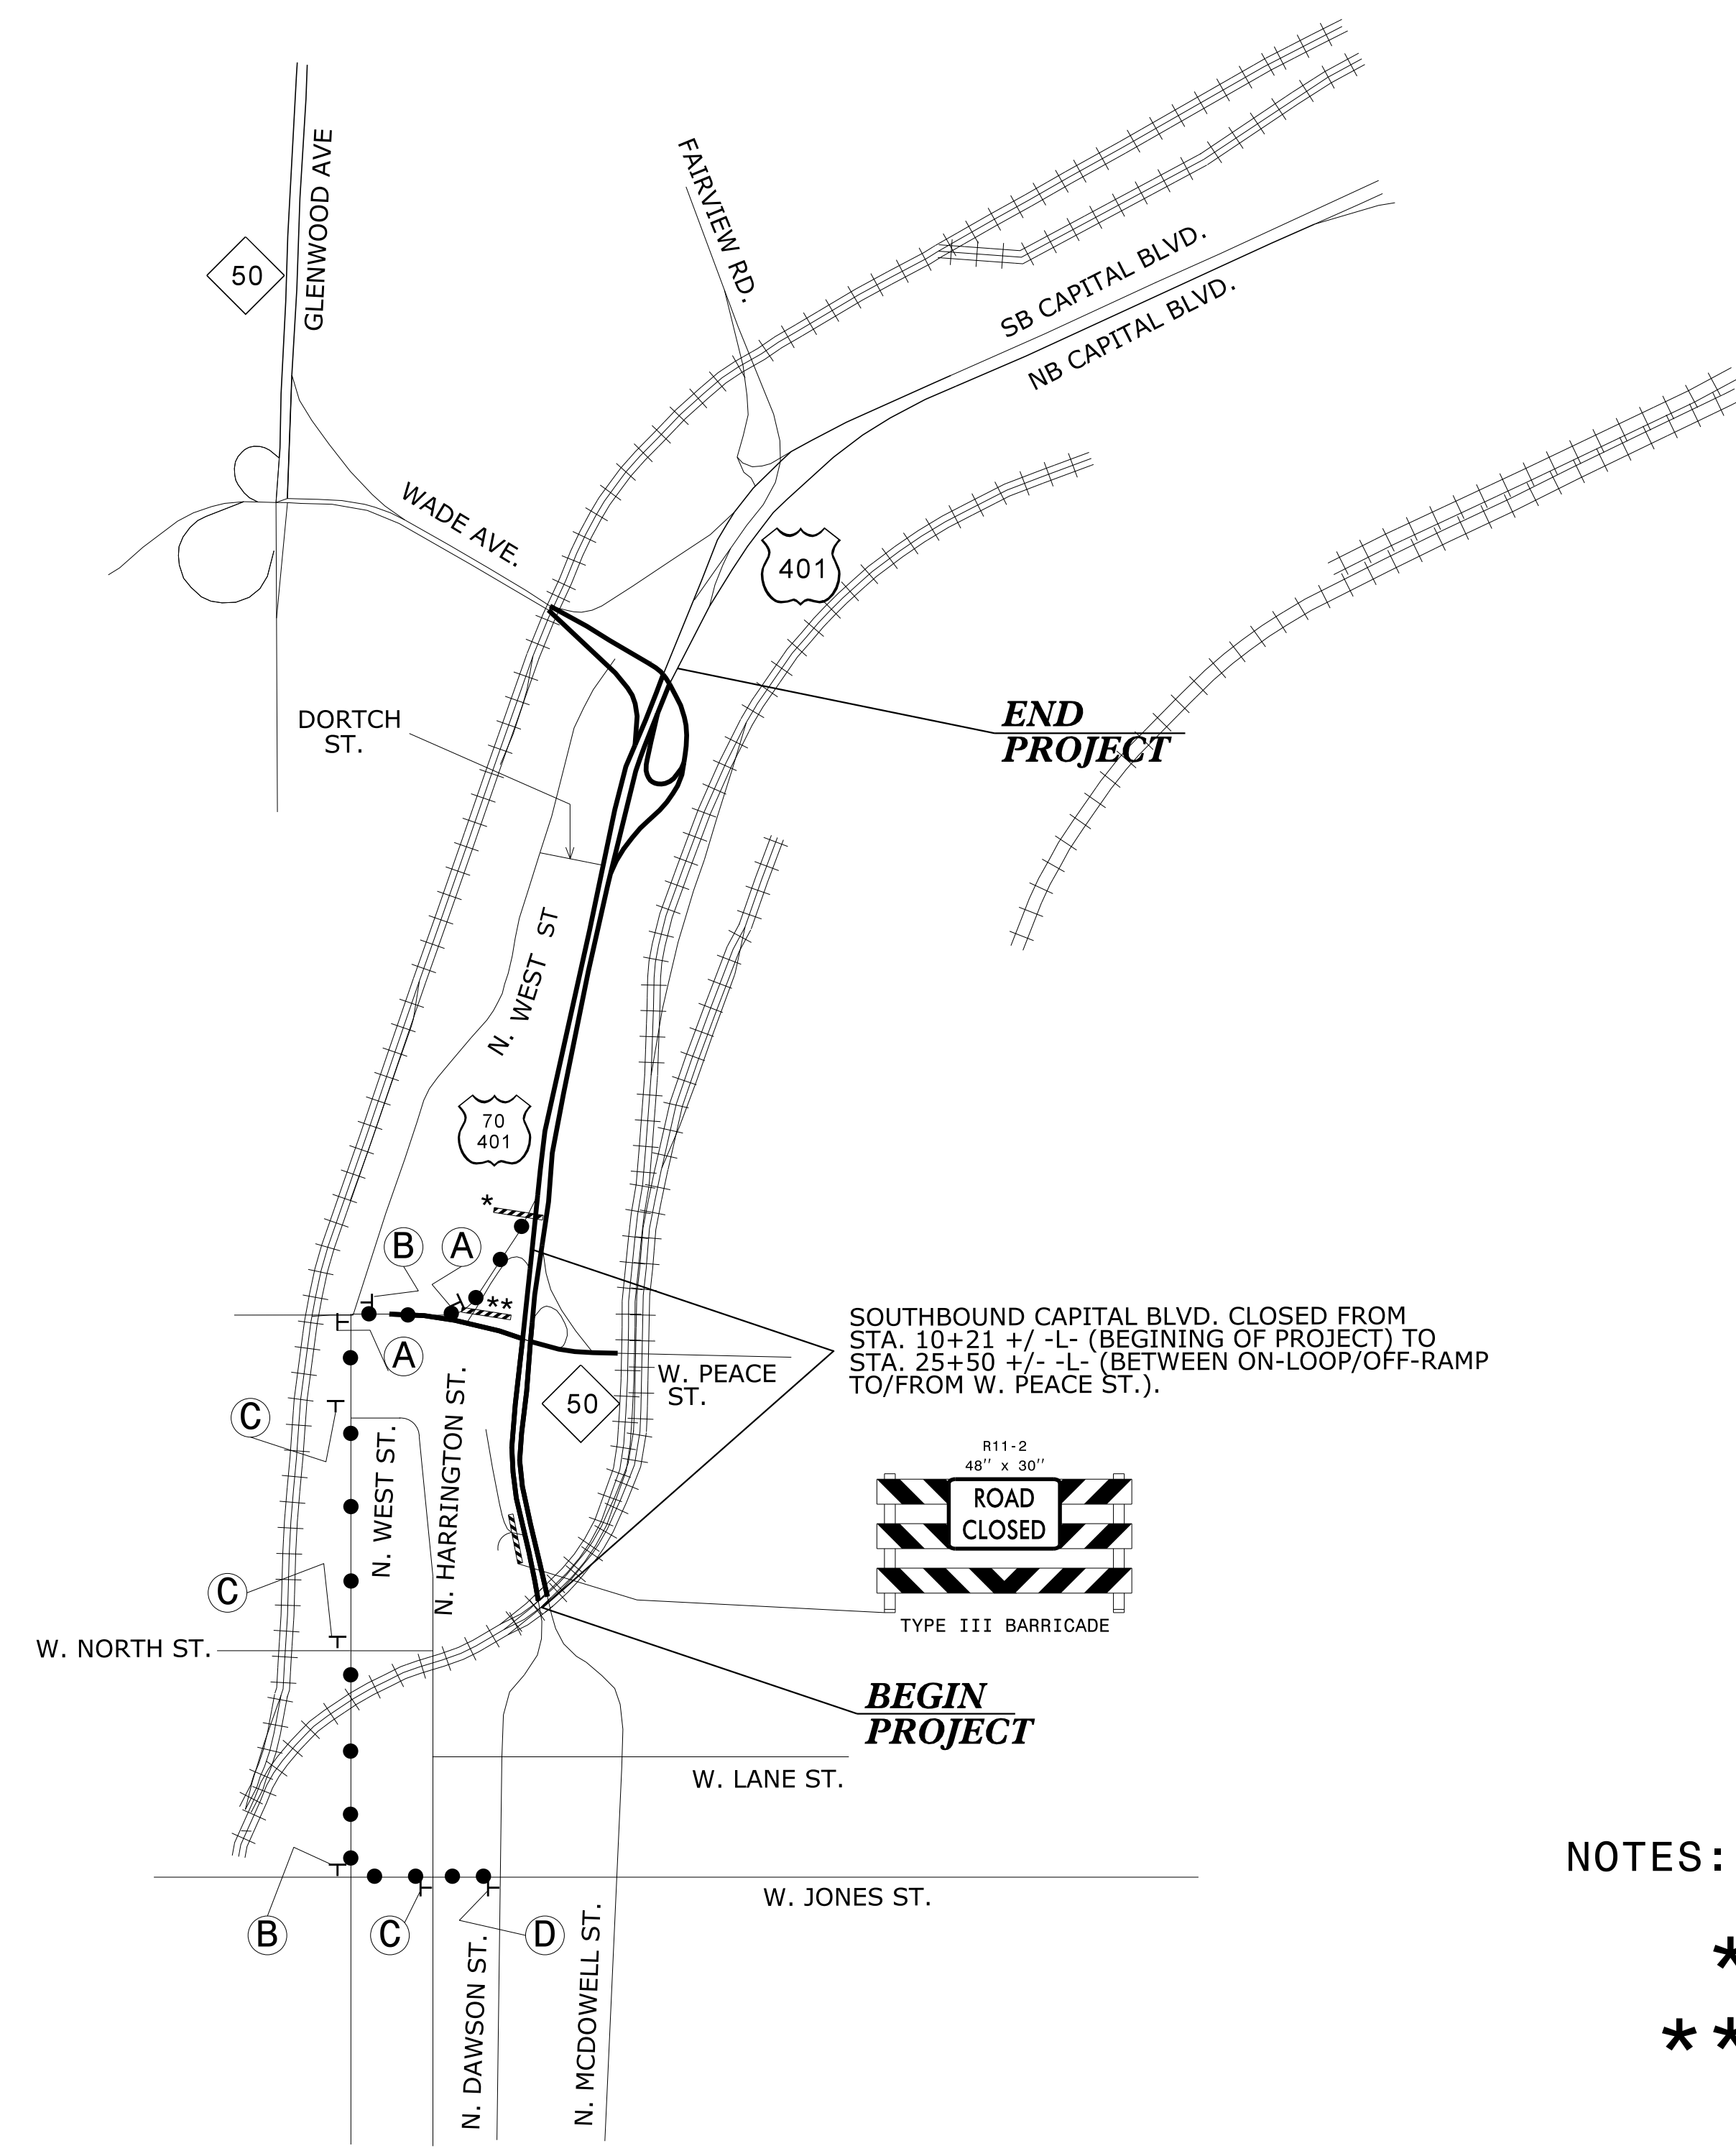 GLENWOOD AVE
50
FAIRVIEW RD.
SB CAPITAL BLVD.
NB CAPITAL BLVD.
WADE AVE.
401
END
PROJECT
DORTCH
ST.
N. WEST ST
70
401
*
B
A
**
A
SOUTHBOUND CAPITAL BLVD. CLOSED FROM
STA. 10+21 +/ -L- (BEGINING OF PROJECT) TO
STA. 25+50 +/- -L- (BETWEEN ON-LOOP/OFF-RAMP
TO/FROM W. PEACE ST.).
W. PEACE
ST.
50
C
N. WEST ST.
N. HARRINGTON ST.
R11-2
48" x 30"
ROAD
CLOSED
TYPE III BARRICADE
C
W. NORTH ST.
BEGIN
PROJECT
W. LANE ST.
W. JONES ST.
B
C
D
N. DAWSON ST.
N. MCDOWELL ST.
NOTES:
*
**